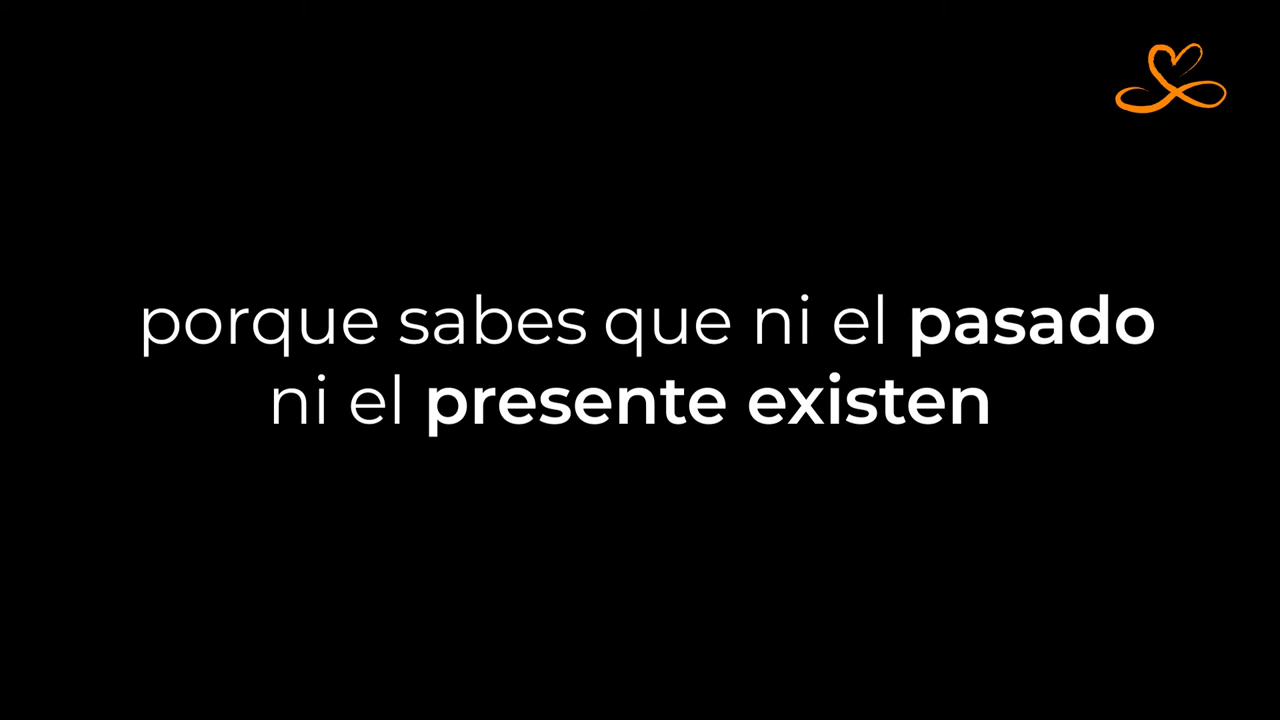 porque sabes que ni el pasado
ni el presente existen